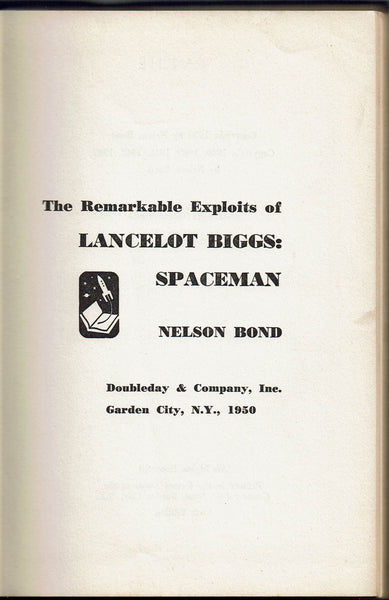 The Remarkable Exploits of
LANCELOT BIGGS:
SPACEMAN
NELSON BOND
Doubleday & Company, Inc.
Garden City, N.Y., 1950